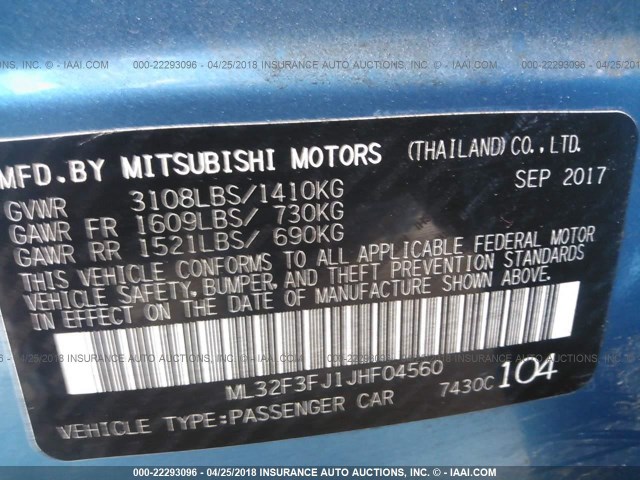 000-22293096 - 04/25/2018 INSURANCE AUTO AUCTIONS, INC. - © IAAI.COM
MFD.BY MITSUBISHI MOTORS (THAILAND)CO.,LTD.
SEP 2017
GVWR 3108LBS/1410KG
GAWR FR 1609LBS/ 730KG
GAWR RR 1521LBS/ 690KG
THIS VEHICLE CONFORMS TO ALL APPLICABLE FEDERAL MOTOR
VEHICLE SAFETY, BUMPER, AND THEFT PREVENTION STANDARDS
IN EFFECT ON THE DATE OF MANUFACTURE SHOWN ABOVE.
ML32F3FJ1JHF04560
7430C 104
VEHICLE TYPE:PASSENGER CAR
000-22293096 - 04/25/2018 INSURANCE AUTO AUCTIONS, INC. - © IAAI.COM